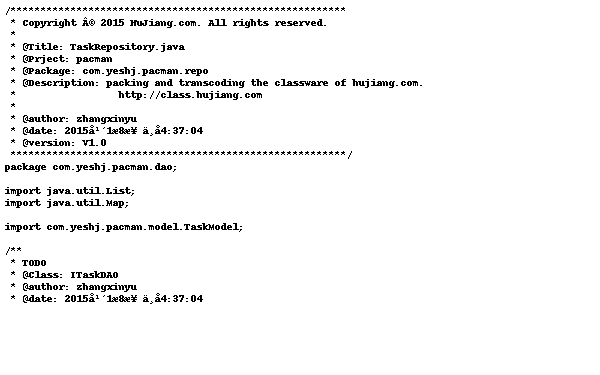 /********************************************************
 * Copyright Â© 2015 HuJiang.com. All rights reserved.
 *
 * @Title: TaskRepository.java
 * @Prject: pacman
 * @Package: com.yeshj.pacman.repo
 * @Description: packing and transcoding the classware of hujiang.com.
 *                 http://class.hujiang.com
 *
 * @author: zhangxinyu
 * @date: 2015å¹´1æ8æ¥ ä¸å4:37:04
 * @version: V1.0
 ********************************************************/
package com.yeshj.pacman.dao;

import java.util.List;
import java.util.Map;

import com.yeshj.pacman.model.TaskModel;

/**
 * TODO
 * @Class: ITaskDAO
 * @author: zhangxinyu
 * @date: 2015å¹´1æ8æ¥ ä¸å4:37:04